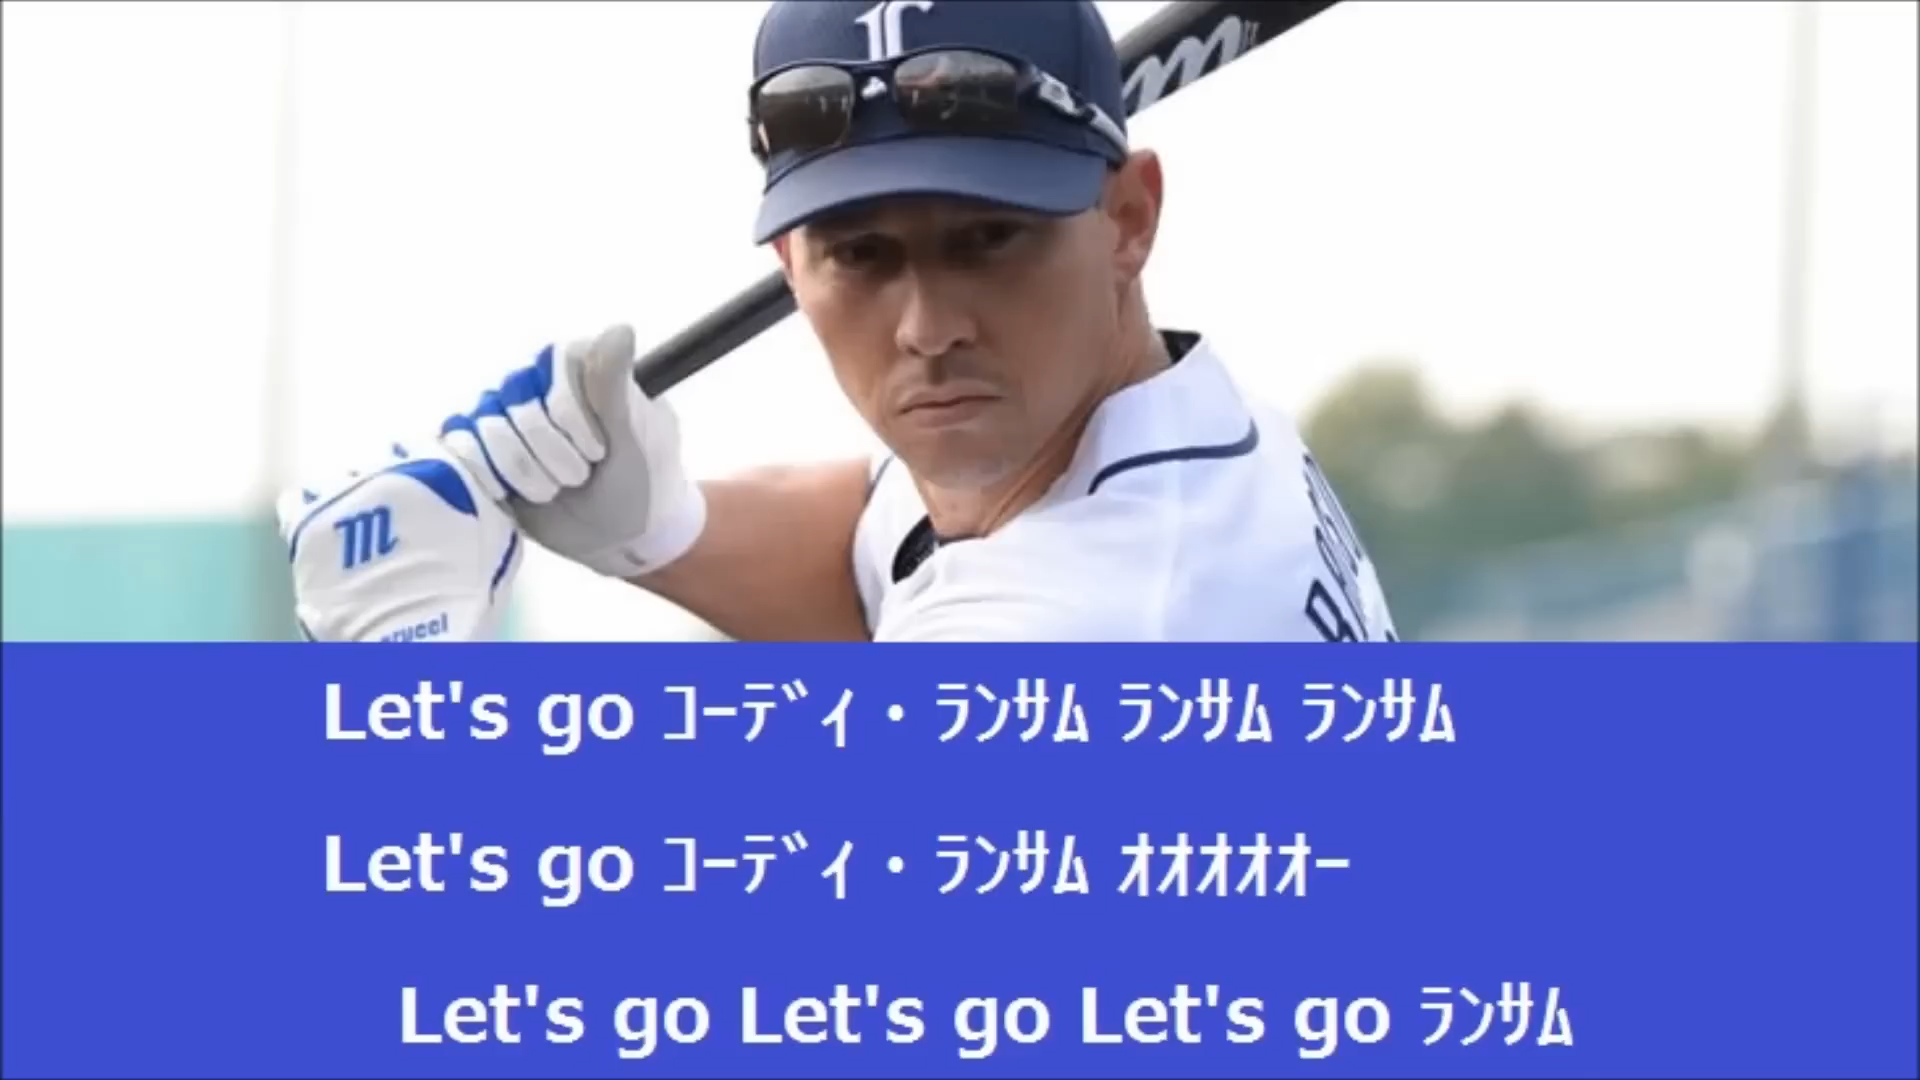 m
m
Let's go ｺｰﾃﾞｨ・ﾗﾝｻﾑ ﾗﾝｻﾑ ﾗﾝｻﾑ
Let's go ｺｰﾃﾞｨ・ﾗﾝｻﾑ ｵｵｵｵｵｰ
Let's go Let's go Let's go ﾗﾝｻﾑ